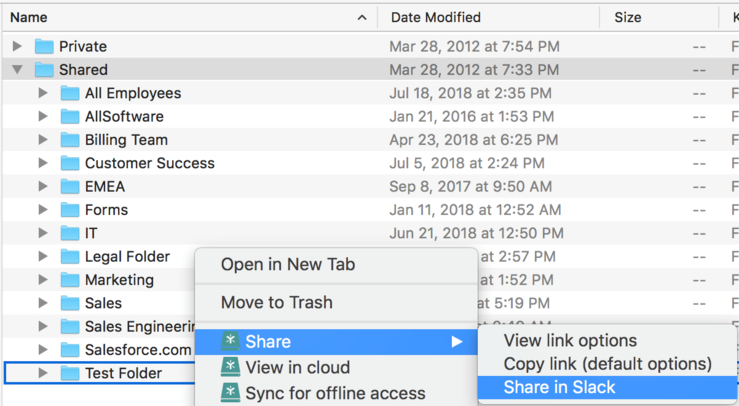 Name Date Modified Size K
Private Mar 28, 2012 at 7:54 PM -- F
Shared Mar 28, 2012 at 7:33 PM -- F
All Employees Jul 18, 2018 at 2:35 PM -- F
AllSoftware Jan 21, 2016 at 1:53 PM -- F
Billing Team Apr 23, 2018 at 6:25 PM -- F
Customer Success Jul 5, 2018 at 2:24 PM -- F
EMEA Sep 8, 2017 at 9:50 AM -- F
Forms Jan 11, 2018 at 12:52 AM -- F
IT Jun 21, 2018 at 12:50 PM -- F
Legal Folder at 2:57 PM -- F
Open in New Tab
Marketing at 1:52 PM -- F
Sales at 5:19 PM -- F
Move to Trash
Sales Engineerin
Share
View link options
Salesforce.com
View in cloud
Copy link (default options)
Test Folder
Sync for offline access
Share in Slack